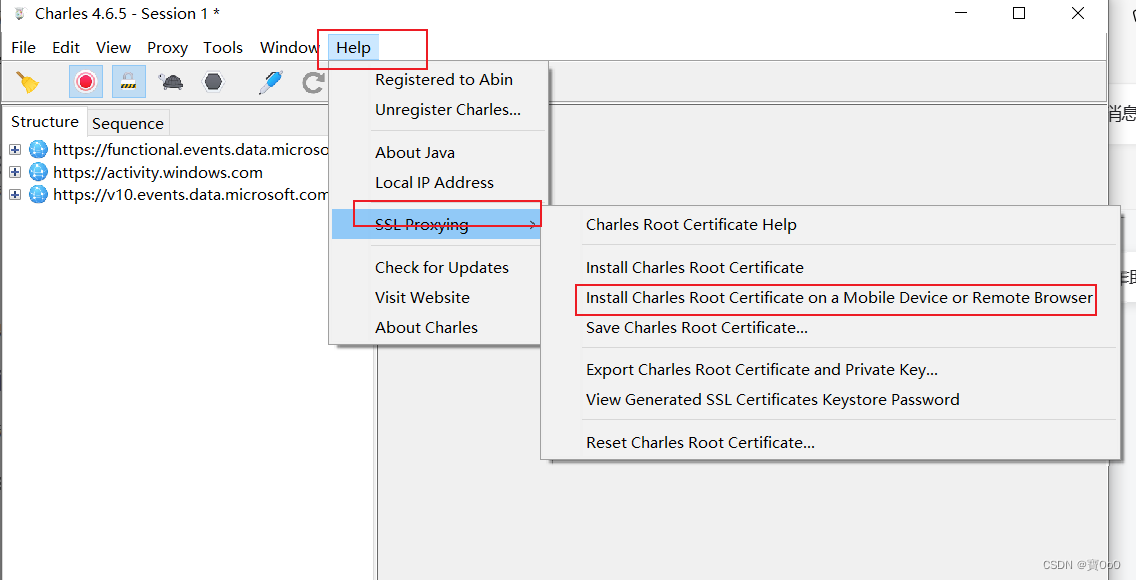 Charles 4.6.5 - Session 1 *
File Edit View Proxy Tools Window Help
Registered to Abin
Unregister Charles...
About Java
Local IP Address
SSL Proxying >
Check for Updates
Visit Website
About Charles
Structure Sequence
https://functional.events.data.microso
https://activity.windows.com
https://v10.events.data.microsoft.com
Charles Root Certificate Help
Install Charles Root Certificate
Install Charles Root Certificate on a Mobile Device or Remote Browser
Save Charles Root Certificate...
Export Charles Root Certificate and Private Key...
View Generated SSL Certificates Keystore Password
Reset Charles Root Certificate...
消息
CSDN @寶0o0